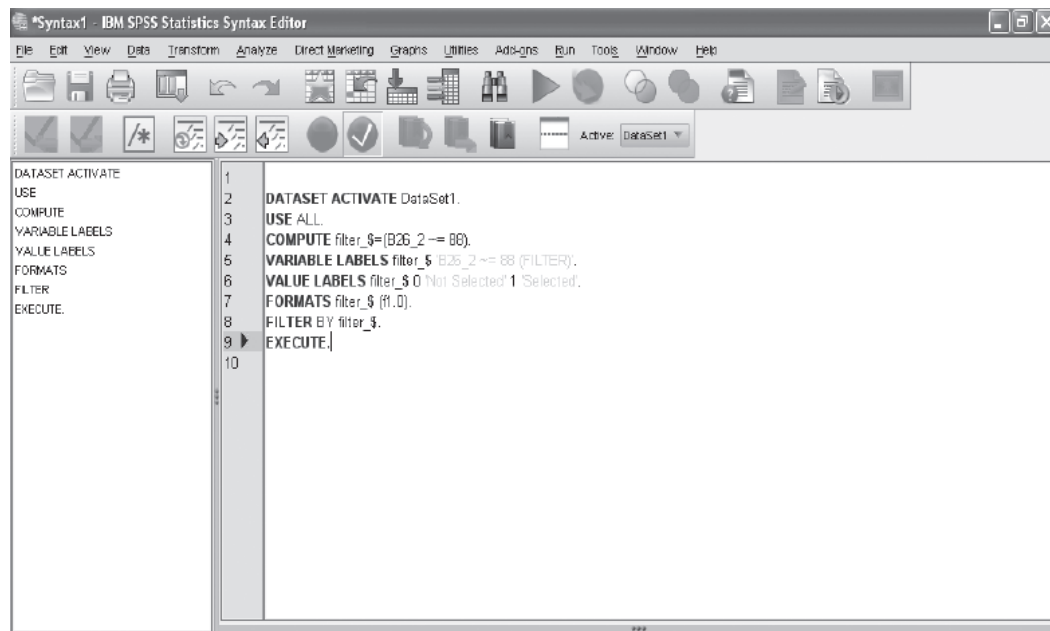 *Syntax1 - IBM SPSS Statistics Syntax Editor
File Edit View Data Transform Analyze Direct Marketing Graphs Utilities Add-ons Run Tools Window Help
Active: DataSet1
DATASET ACTIVATE
USE
COMPUTE
VARIABLE LABELS
VALUE LABELS
FORMATS
FILTER
EXECUTE.
1
2 DATASET ACTIVATE DataSet1.
3 USE ALL.
4 COMPUTE filter_$=(B26_2 ~= 88).
5 VARIABLE LABELS filter_$ 'B26_2 ~= 88 (FILTER)'.
6 VALUE LABELS filter_$ 0 'Not Selected' 1 'Selected'.
7 FORMATS filter_$ (f1.0).
8 FILTER BY filter_$.
9 EXECUTE.
10